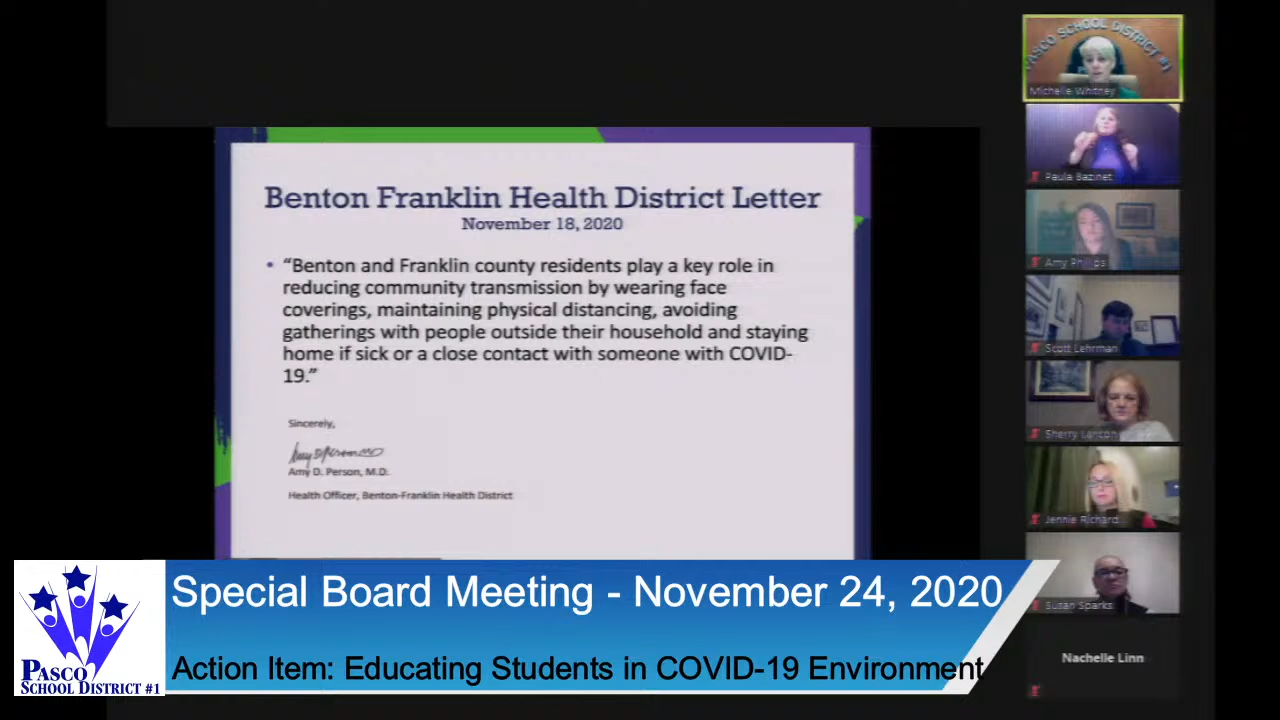 Benton Franklin Health District Letter
November 18, 2020
• “Benton and Franklin county residents play a key role in
reducing community transmission by wearing face
coverings, maintaining physical distancing, avoiding
gatherings with people outside their household and staying
home if sick or a close contact with someone with COVID-
19.”
Sincerely,
Amy D. Person, M.D.
Health Officer, Benton-Franklin Health District
PASCO SCHOOL DISTRICT #1
Michelle Whitney
Paula Bazinet
Amy Phillips
Scott Lehrman
Sherry Lancon
Jennie Richard
Susan Sparks
Nachelle Linn
PASCO
SCHOOL DISTRICT #1
Special Board Meeting - November 24, 2020
Action Item: Educating Students in COVID-19 Environment